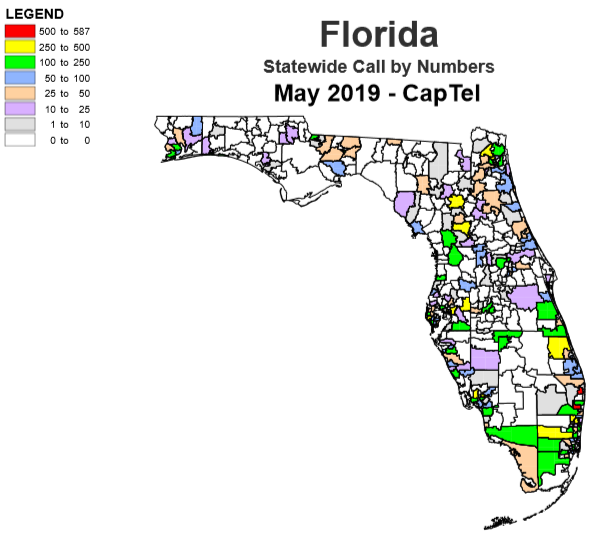 LEGEND
500 to 587
250 to 500
100 to 250
50 to 100
25 to 50
10 to 25
1 to 10
0 to 0
Florida
Statewide Call by Numbers
May 2019 - CapTel